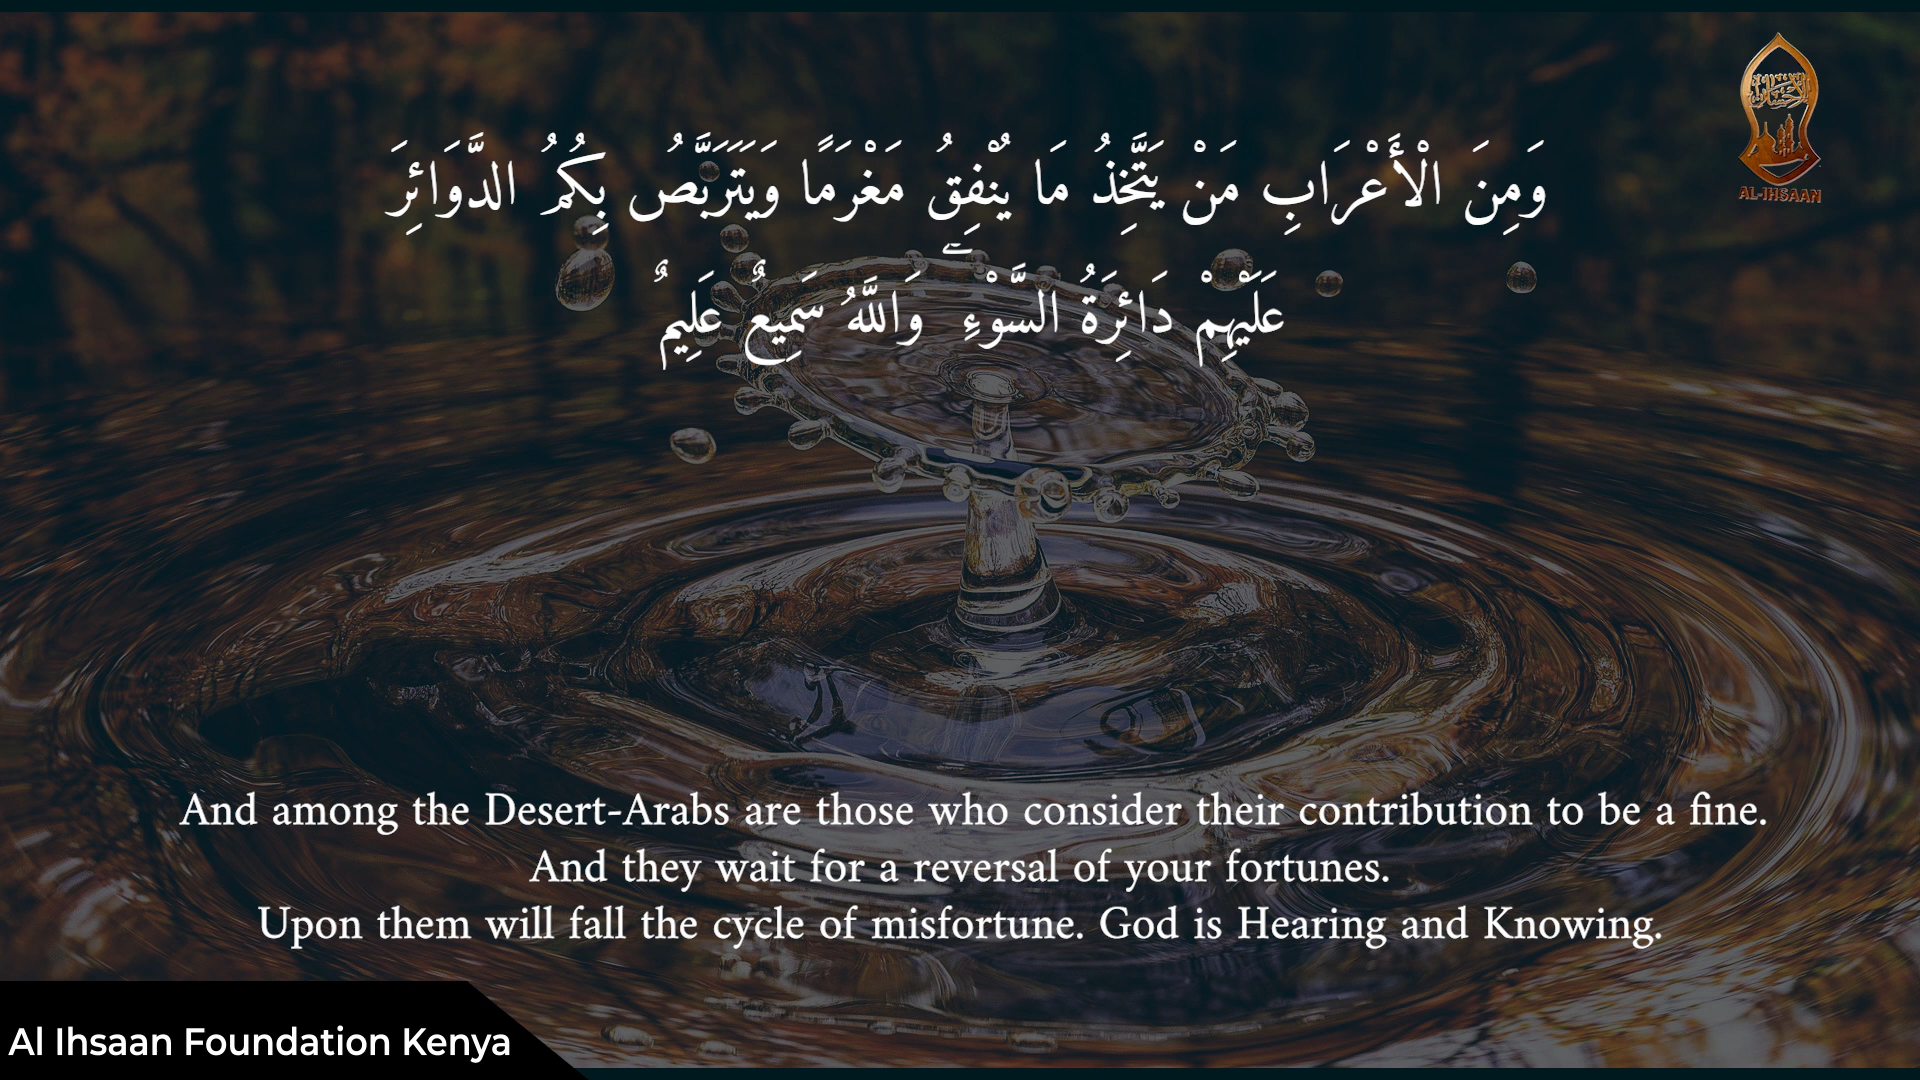 وَمِنَ الْأَعْرَابِ مَنْ يَتَّخِذُ مَا يُنْفِقُ مَغْرَمًا وَيَتَرَبَّصُ بِكُمُ الدَّوَائِرَ
عَلَيْهِمْ دَائِرَةُ السَّوْءِ ۗ وَاللَّهُ سَمِيعٌ عَلِيمٌ
AL-IHSAAN
And among the Desert-Arabs are those who consider their contribution to be a fine.
And they wait for a reversal of your fortunes.
Upon them will fall the cycle of misfortune. God is Hearing and Knowing.
Al Ihsaan Foundation Kenya